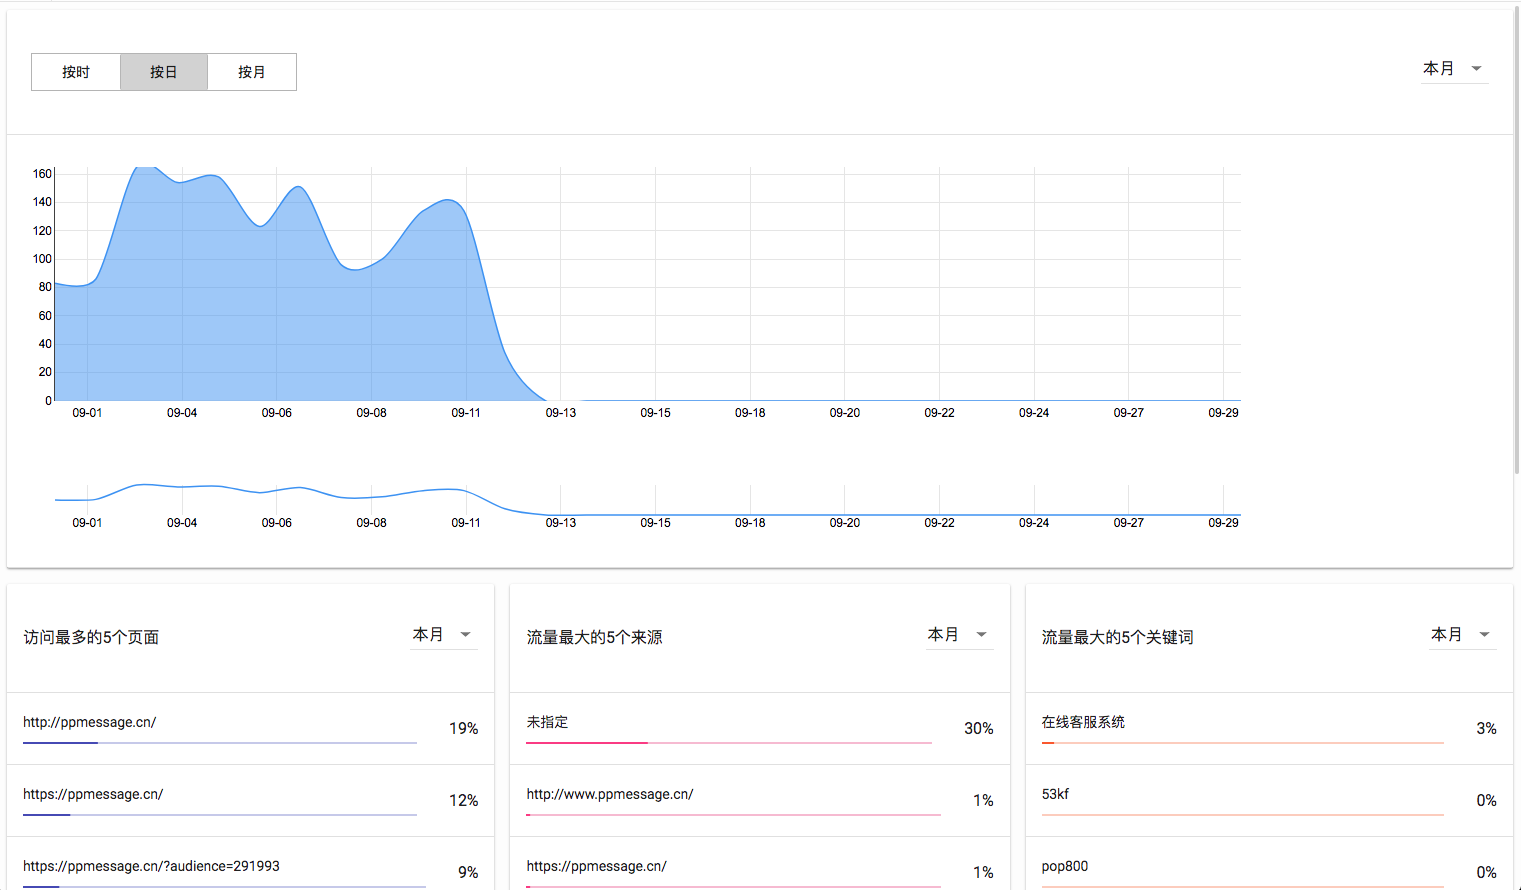 按时 按日 按月 本月
160
140
120
100
80
60
40
20
0
09-01 09-04 09-06 09-08 09-11 09-13 09-15 09-18 09-20 09-22 09-24 09-27 09-29
09-01 09-04 09-06 09-08 09-11 09-13 09-15 09-18 09-20 09-22 09-24 09-27 09-29
访问最多的5个页面 本月
http://ppmessage.cn/ 19%
https://ppmessage.cn/ 12%
https://ppmessage.cn/?audience=291993 9%
流量最大的5个来源 本月
未指定 30%
http://www.ppmessage.cn/ 1%
https://ppmessage.cn/ 1%
流量最大的5个关键词 本月
在线客服系统 3%
53kf 0%
pop800 0%